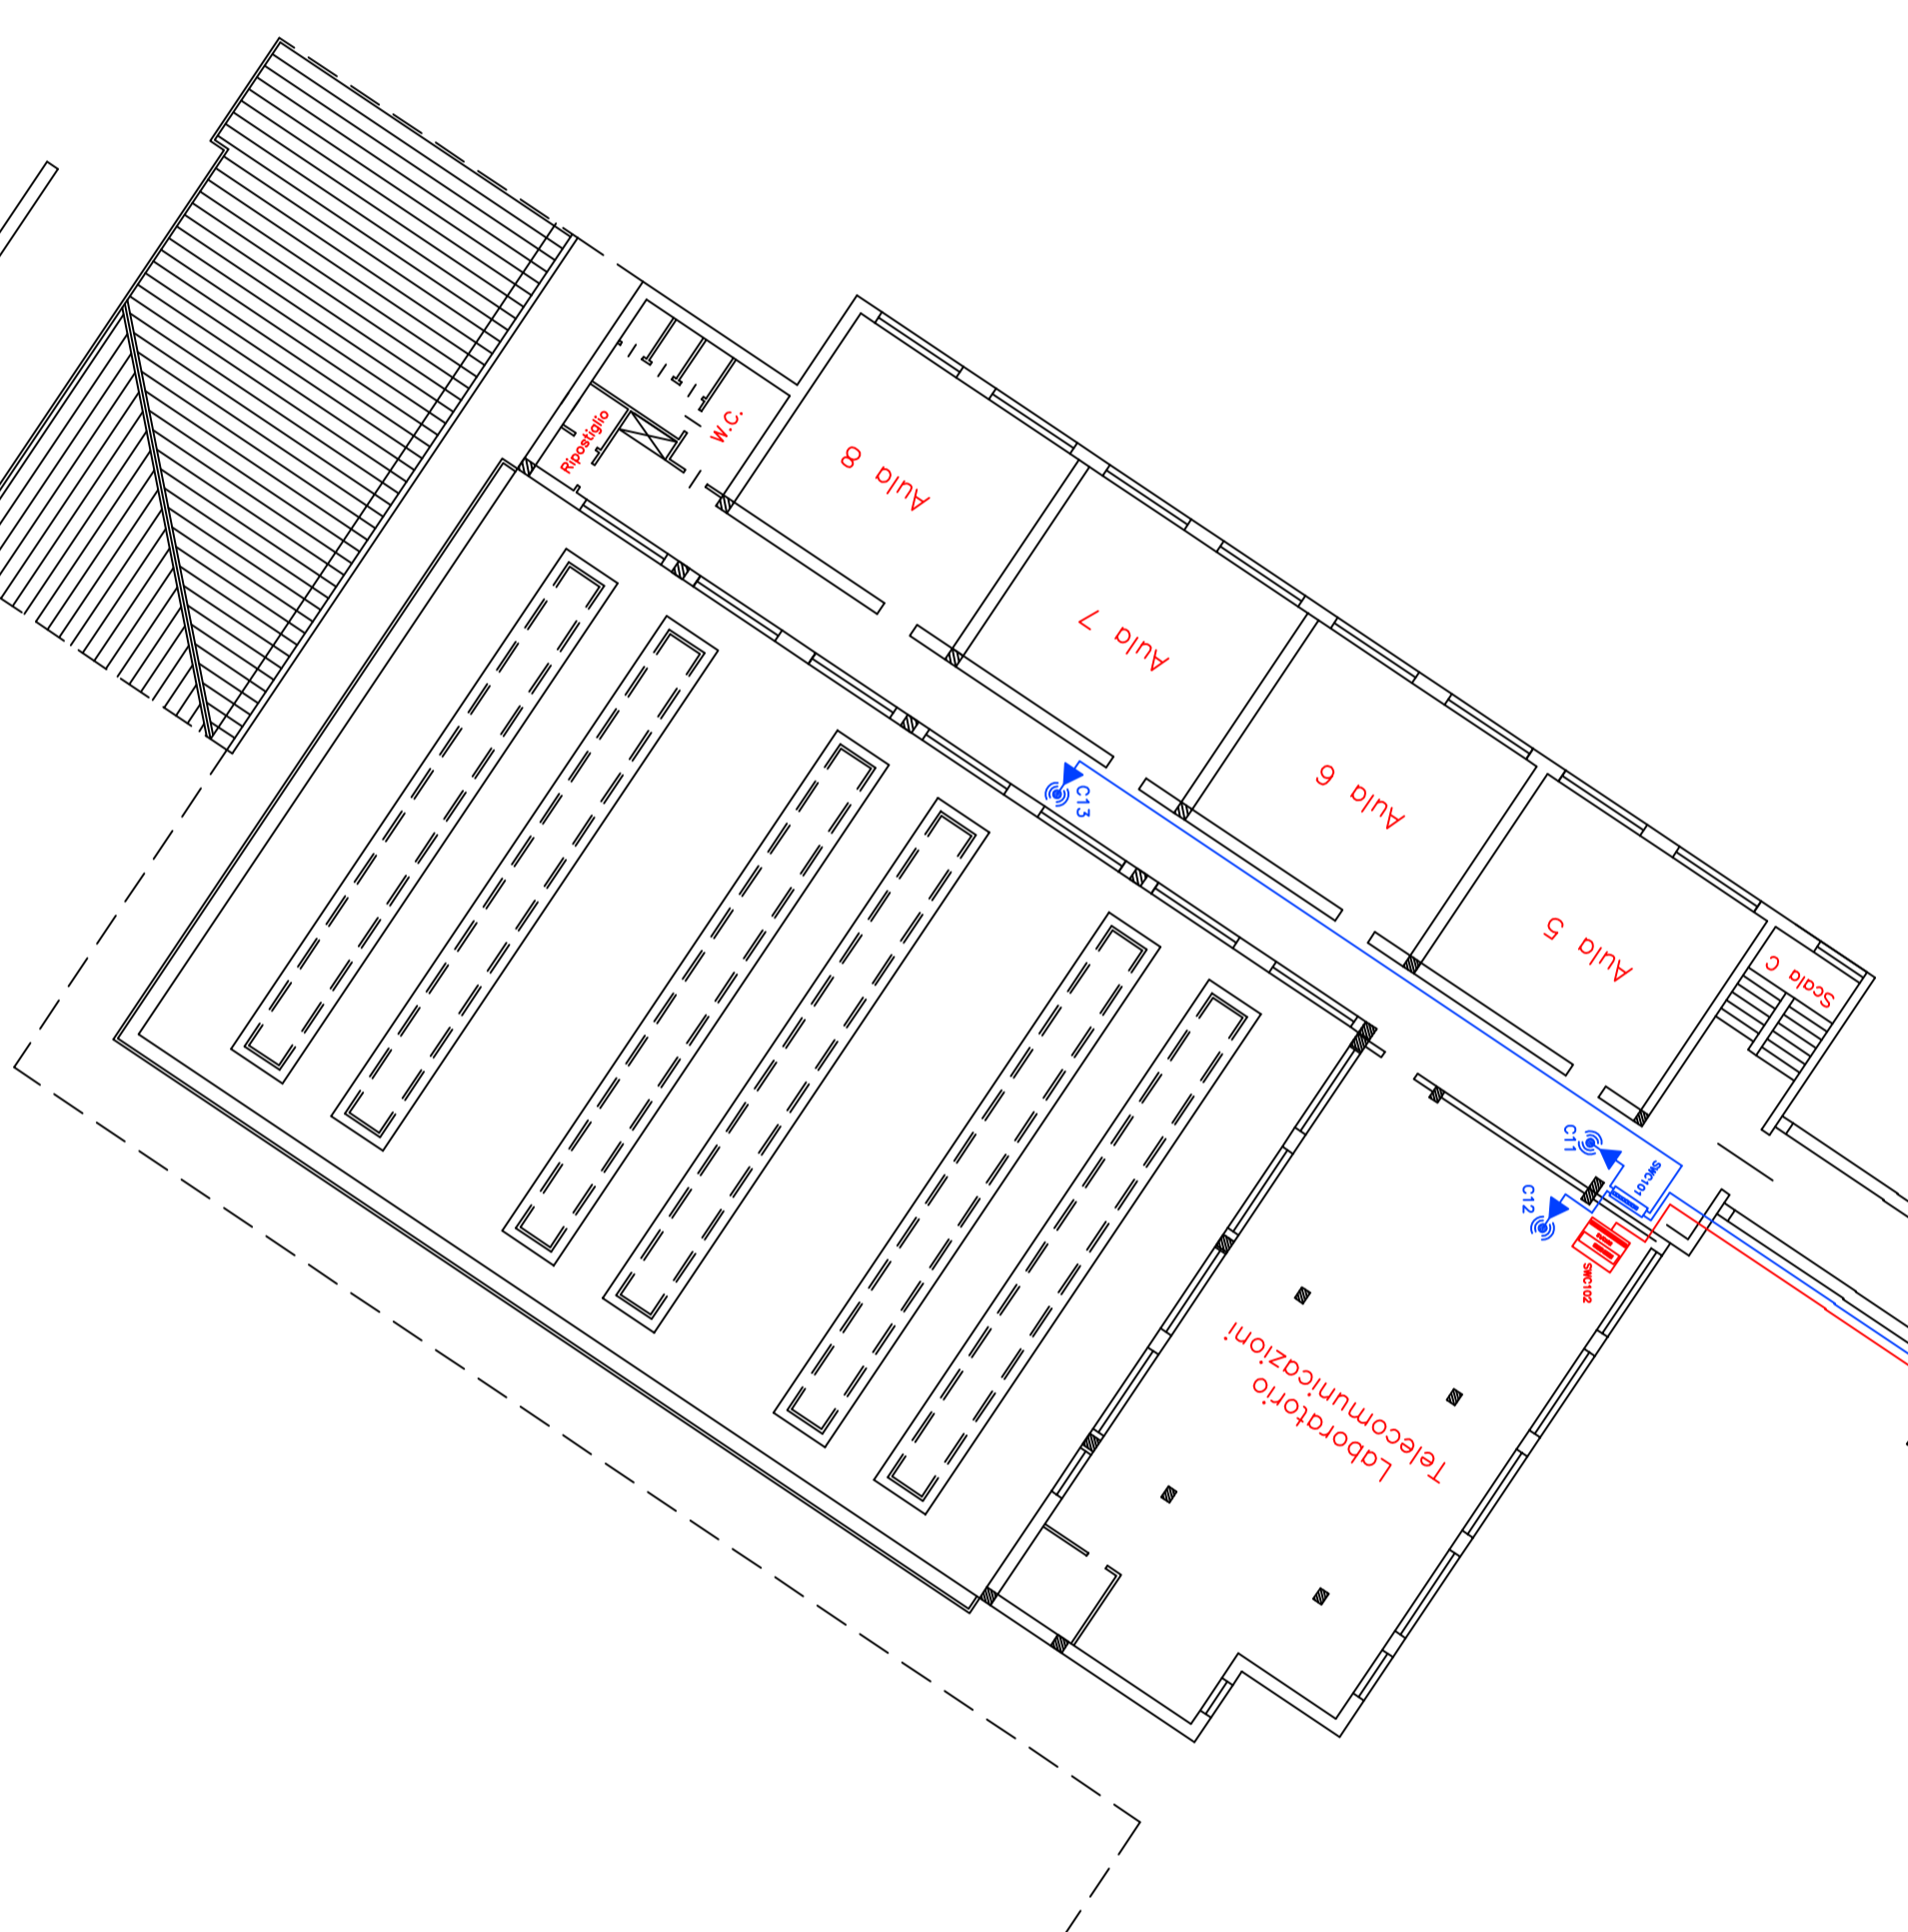 Ripostiglio
W.C.
Aula 8
Aula 7
Aula 6
Aula 5
Scala C
C13
C11
SWC101
C12
SWC102
Laboratorio
Telecomunicazioni